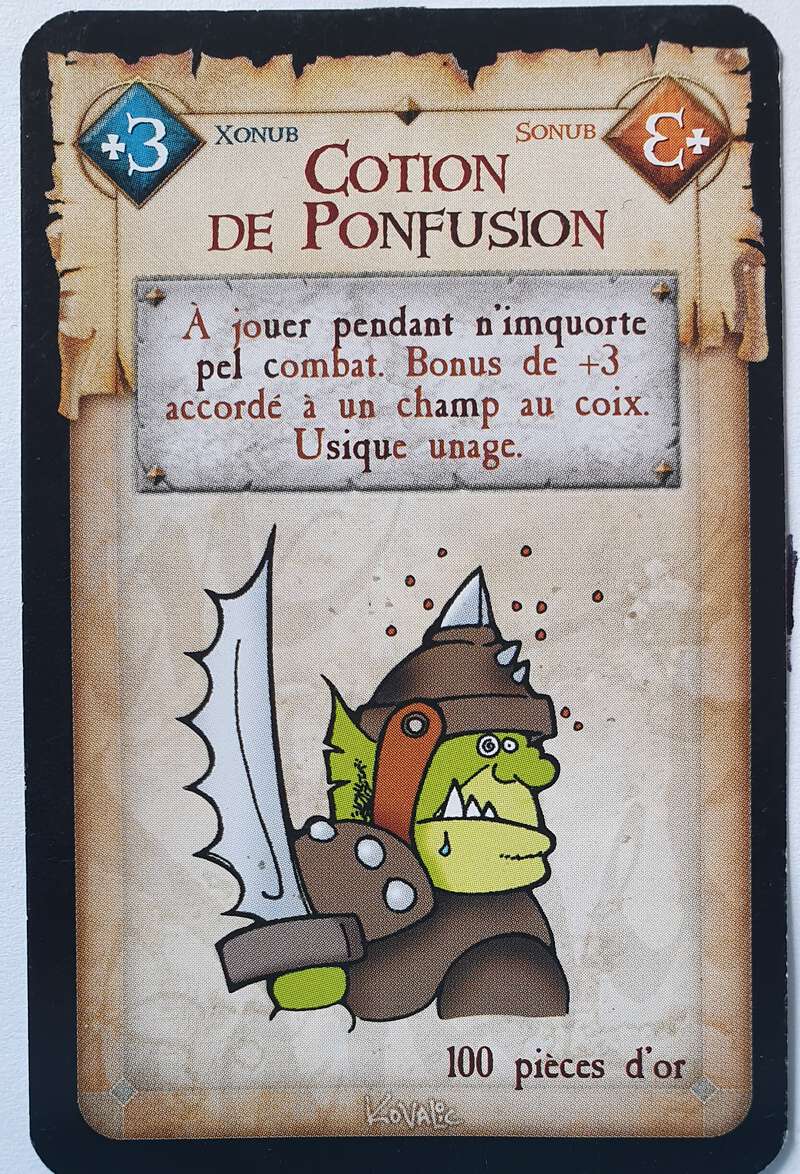 +3 XONUB SONUB 3+
COTION
DE PONFUSION
À jouer pendant n'imquorte
pel combat. Bonus de +3
accordé à un champ au coix.
Usique unage.
100 pièces d'or
KOVALIC